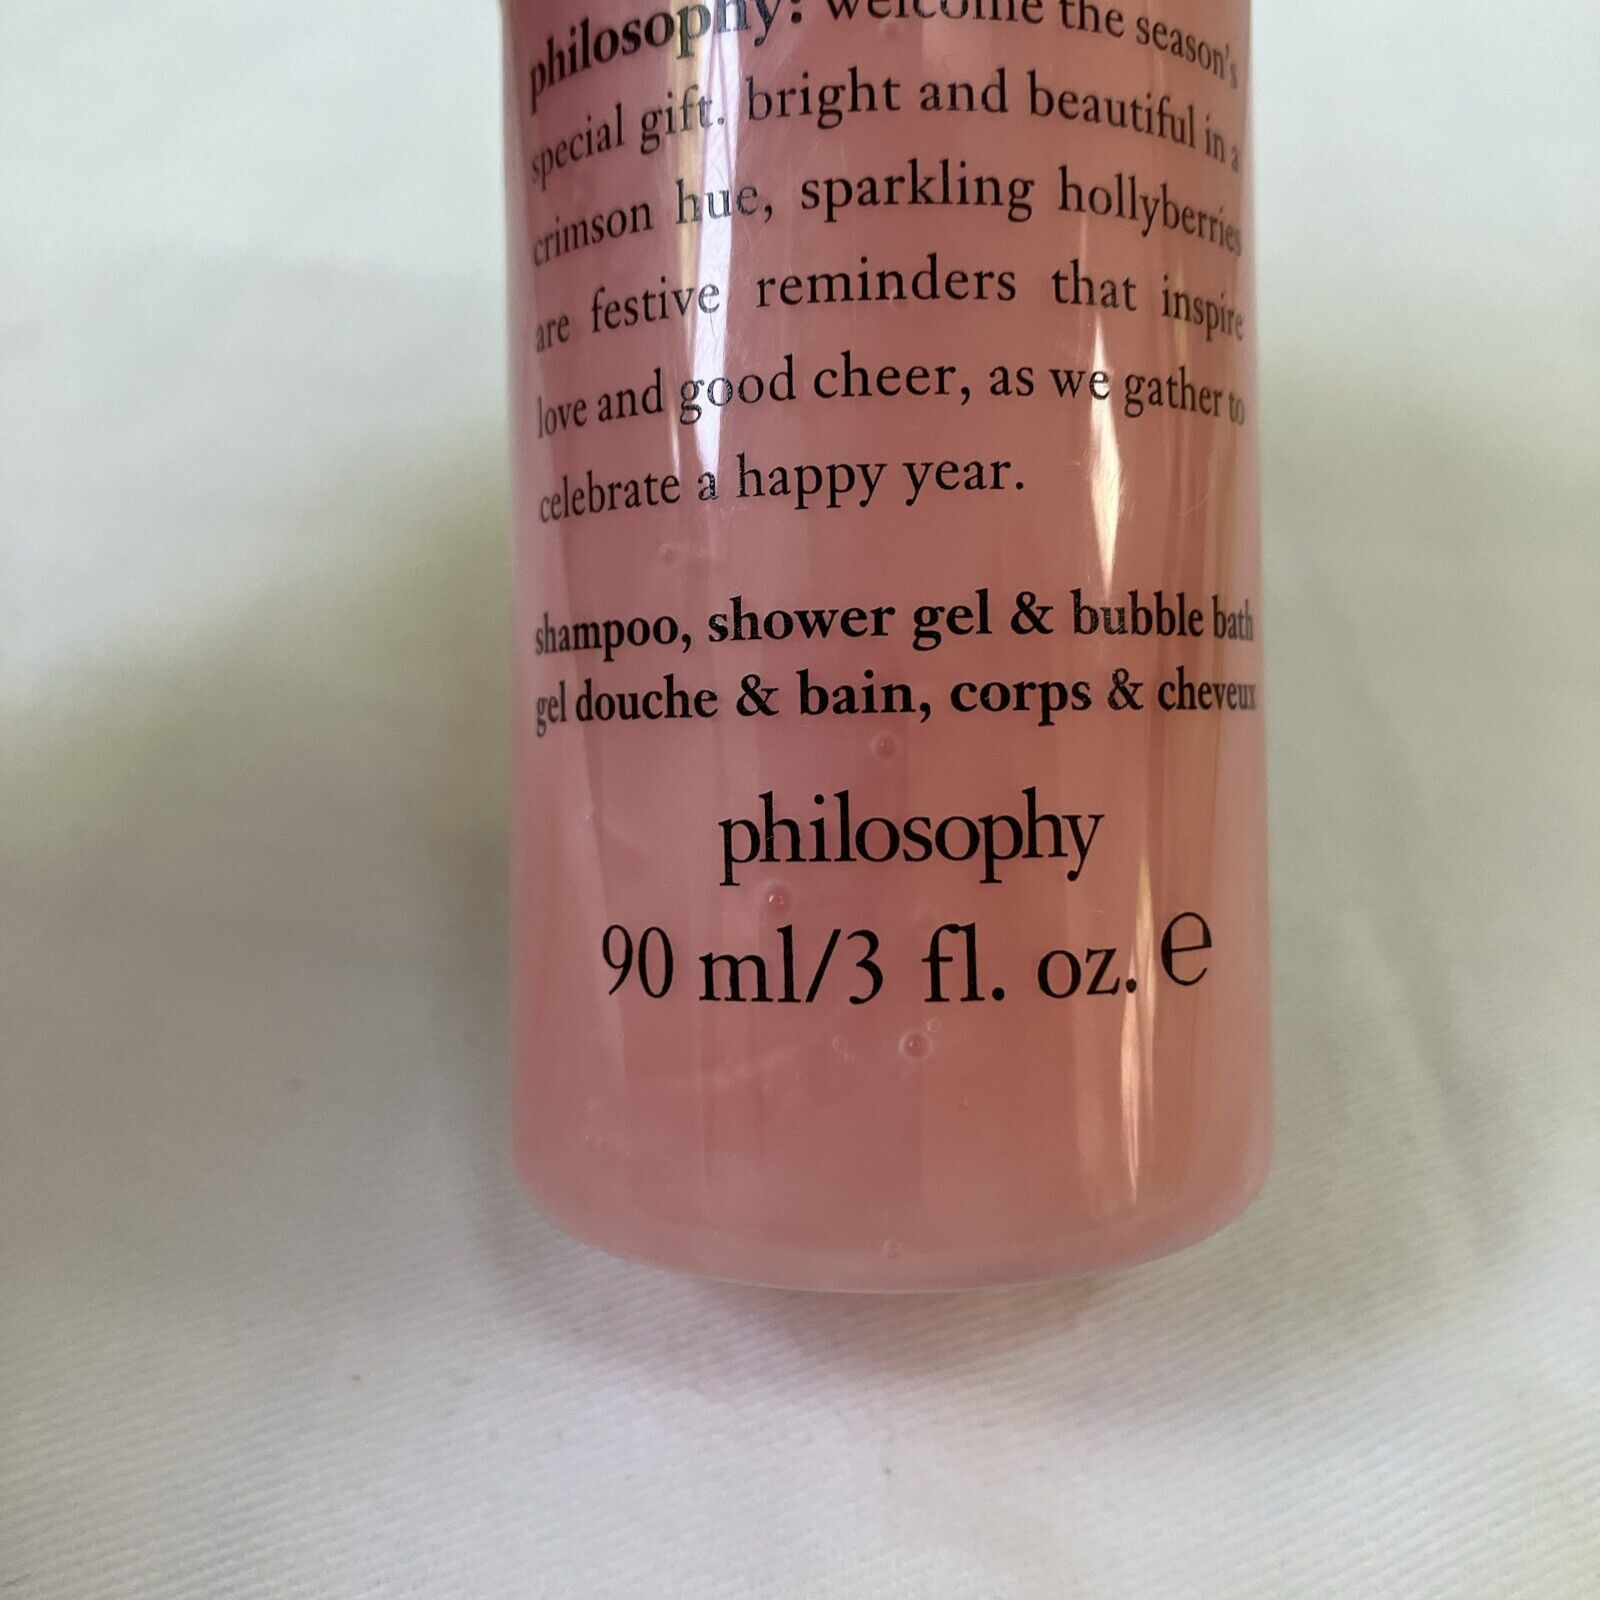 philosophy: welcome the season's
special gift. bright and beautiful in a
crimson hue, sparkling hollyberries
are festive reminders that inspire
love and good cheer, as we gather to
celebrate a happy year.
shampoo, shower gel & bubble bath
gel douche & bain, corps & cheveux
philosophy
90 ml/3 fl. oz. e